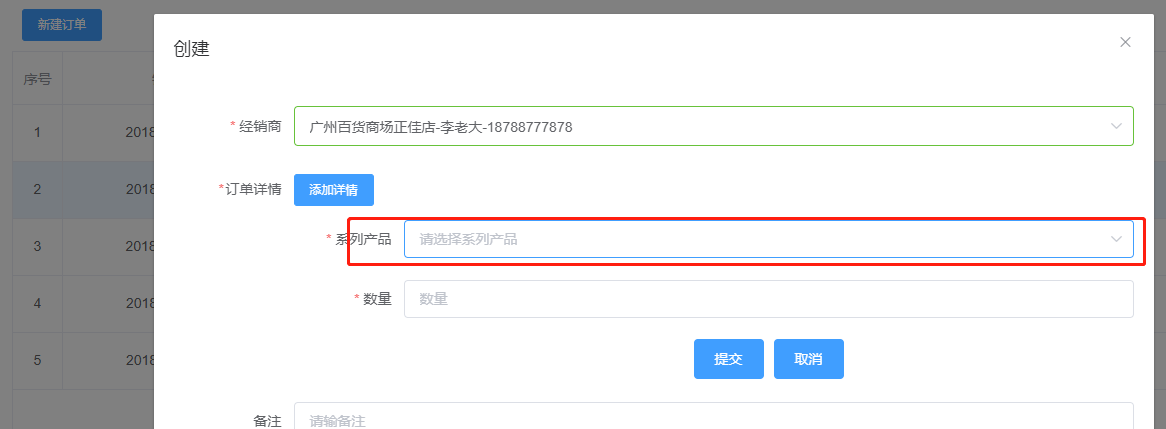 新建订单
创建
序号
* 经销商
广州百货商场正佳店-李老大-18788777878
1
2018
*订单详情
添加详情
2
2018
* 系列产品
请选择系列产品
3
2018
* 数量
数量
4
2018
提交
取消
5
2018
备注
请输备注